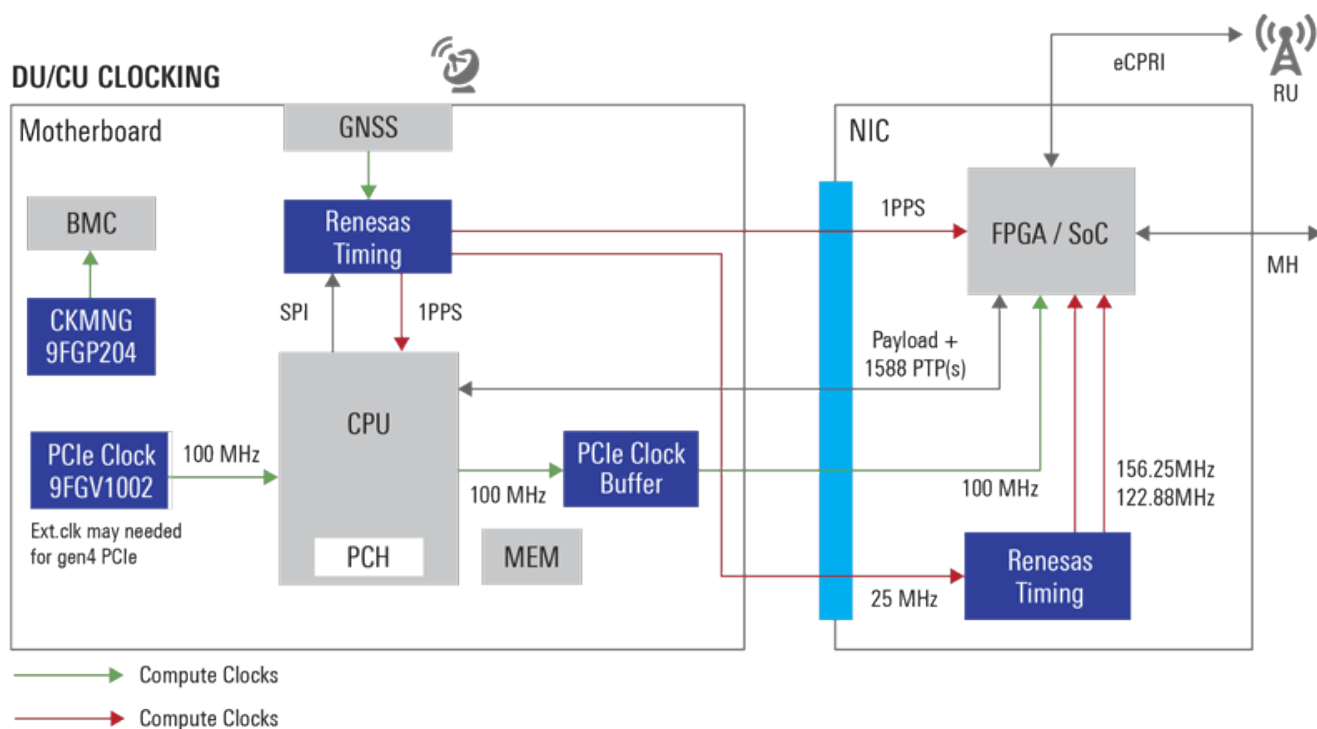 DU/CU CLOCKING
Motherboard
GNSS
BMC
Renesas
Timing
CKMNG
9FGP204
SPI
1PPS
CPU
PCIe Clock
9FGV1002
100 MHz
Ext.clk may needed
for gen4 PCIe
PCH
100 MHz
PCIe Clock
Buffer
MEM
eCPRI
RU
NIC
1PPS
FPGA / SoC
MH
Payload +
1588 PTP(s)
100 MHz
156.25MHz
122.88MHz
25 MHz
Renesas
Timing
Compute Clocks
Compute Clocks